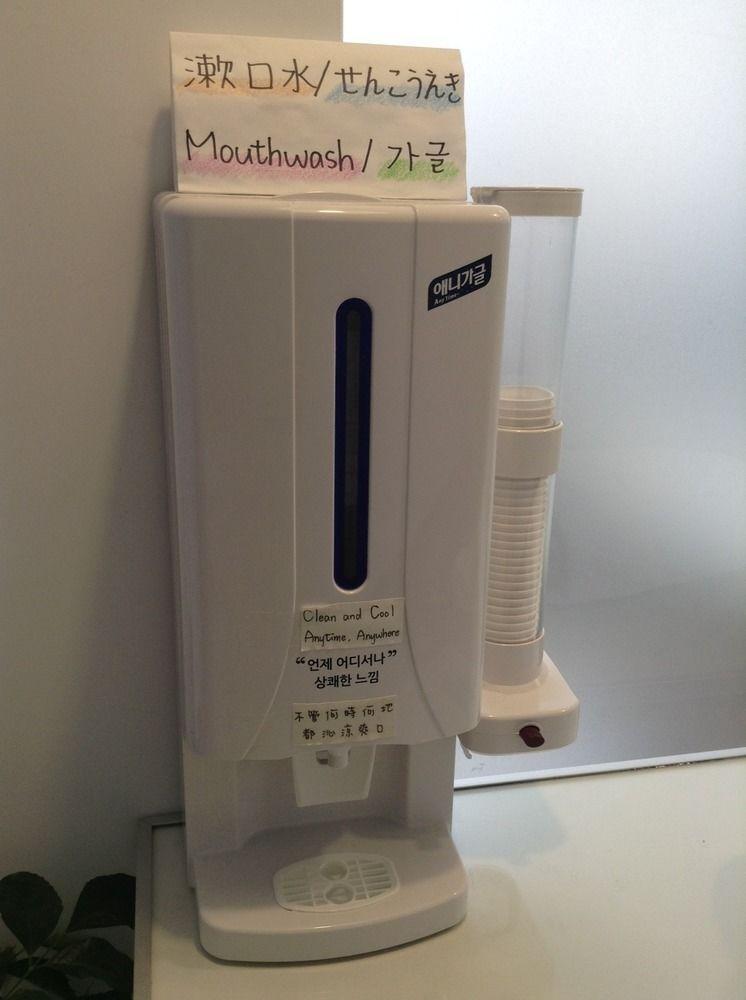 漱口水/せんこうえき
Mouthwash/가글
애니가글
AnyTime
Clean and Cool
Anytime, Anywhere
“언제 어디서나”
상쾌한 느낌
不管何時何地
都沁涼爽口